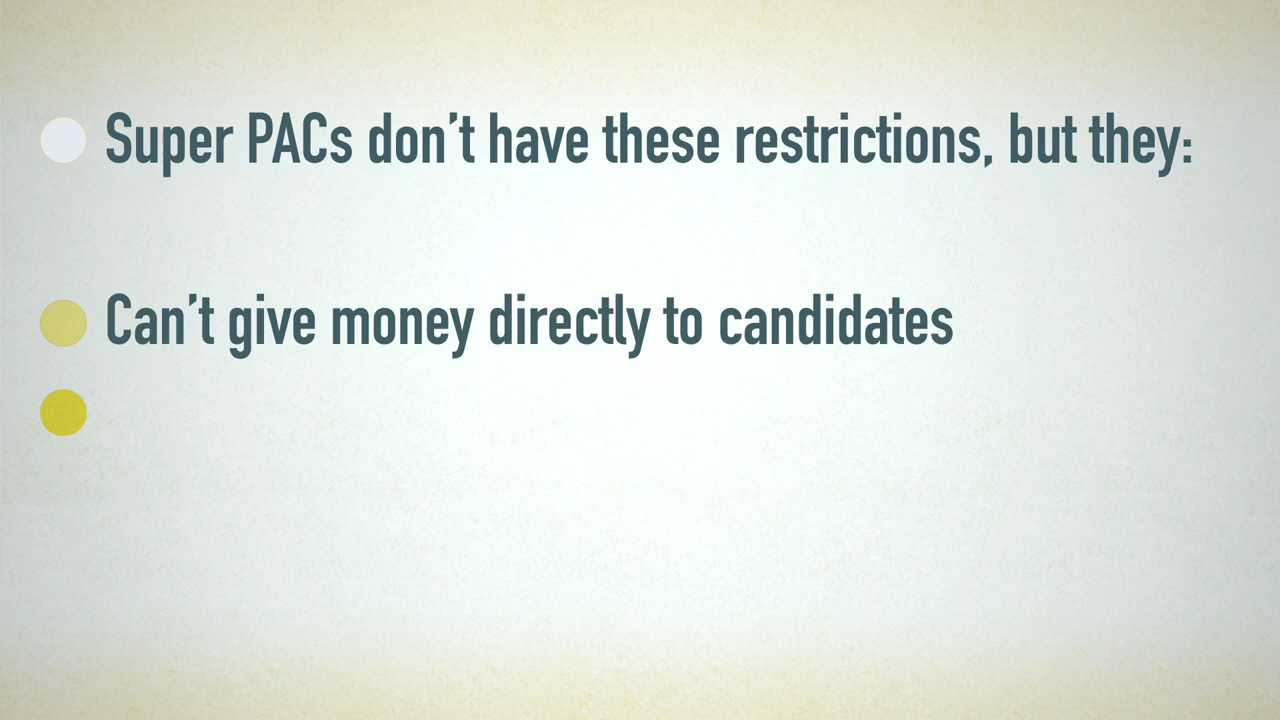 Super PACs don't have these restrictions, but they:
Can't give money directly to candidates